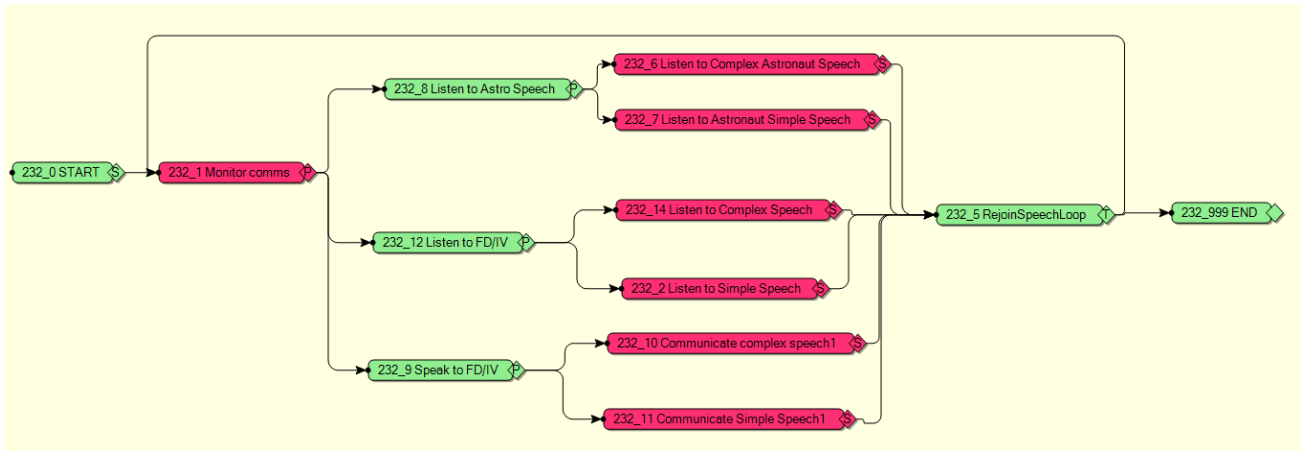 232_6 Listen to Complex Astronaut Speech S
232_8 Listen to Astro Speech P
232_7 Listen to Astronaut Simple Speech S
232_0 START S
232_1 Monitor comms P
232_14 Listen to Complex Speech S
232_5 RejoinSpeechLoop T
232_999 END
232_12 Listen to FD/IV P
232_2 Listen to Simple Speech S
232_10 Communicate complex speech1 S
232_9 Speak to FD/IV P
232_11 Communicate Simple Speech1 S